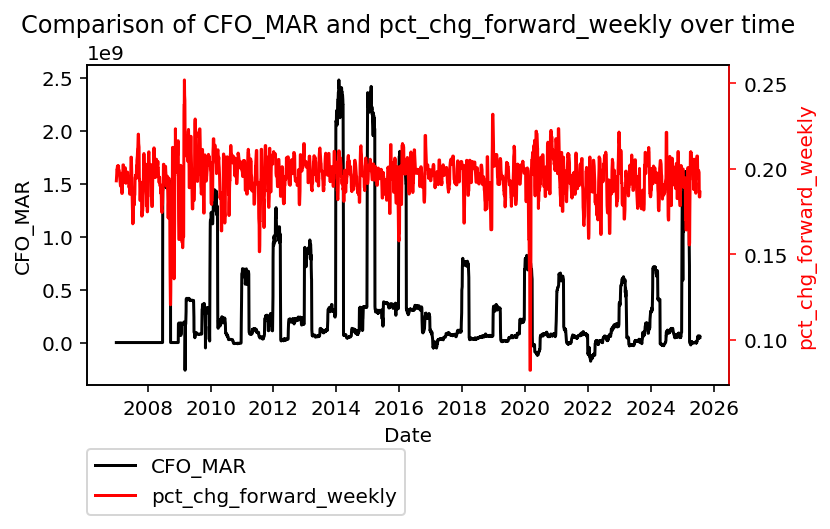 Comparison of CFO_MAR and pct_chg_forward_weekly over time
1e9
2.5
2.0
1.5
1.0
0.5
0.0
CFO_MAR
0.25
0.20
0.15
0.10
pct_chg_forward_weekly
2008 2010 2012 2014 2016 2018 2020 2022 2024 2026
Date
CFO_MAR
pct_chg_forward_weekly